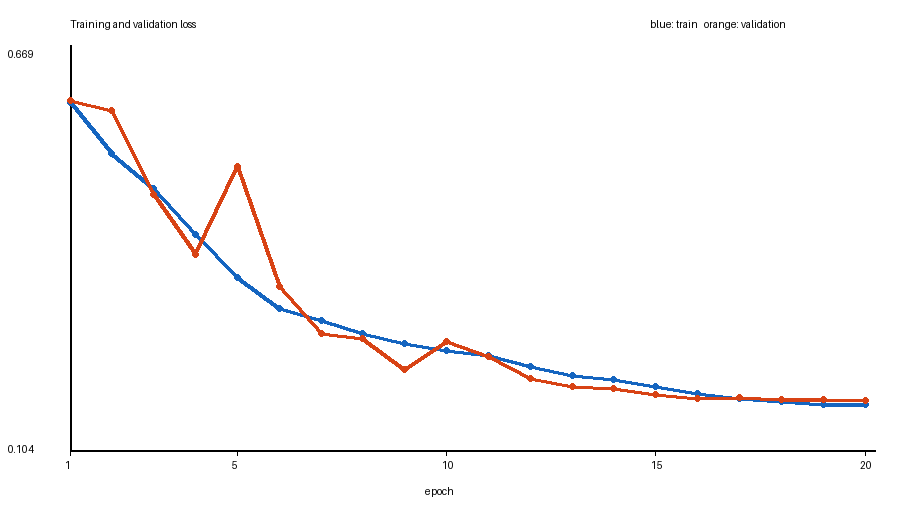 Training and validation loss
blue: train orange: validation
0.669
0.104
1 5 10 15 20
epoch